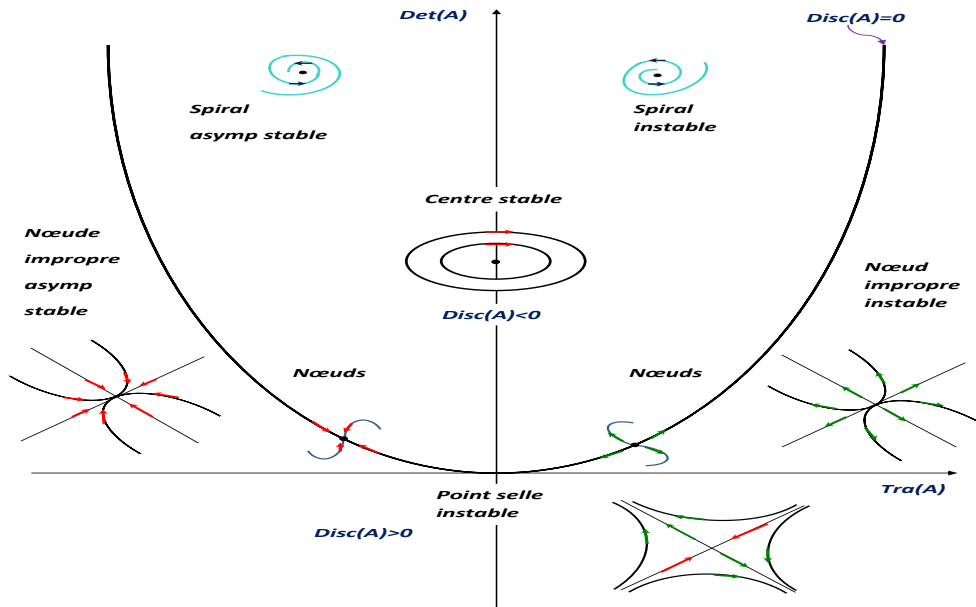 Det(A)
Disc(A)=0
Spiral
asymp stable
Spiral
instable
Centre stable
Nœude
impropre
asymp
stable
Nœud
impropre
instable
Disc(A)<0
Nœuds
Nœuds
Tra(A)
Point selle
instable
Disc(A)>0